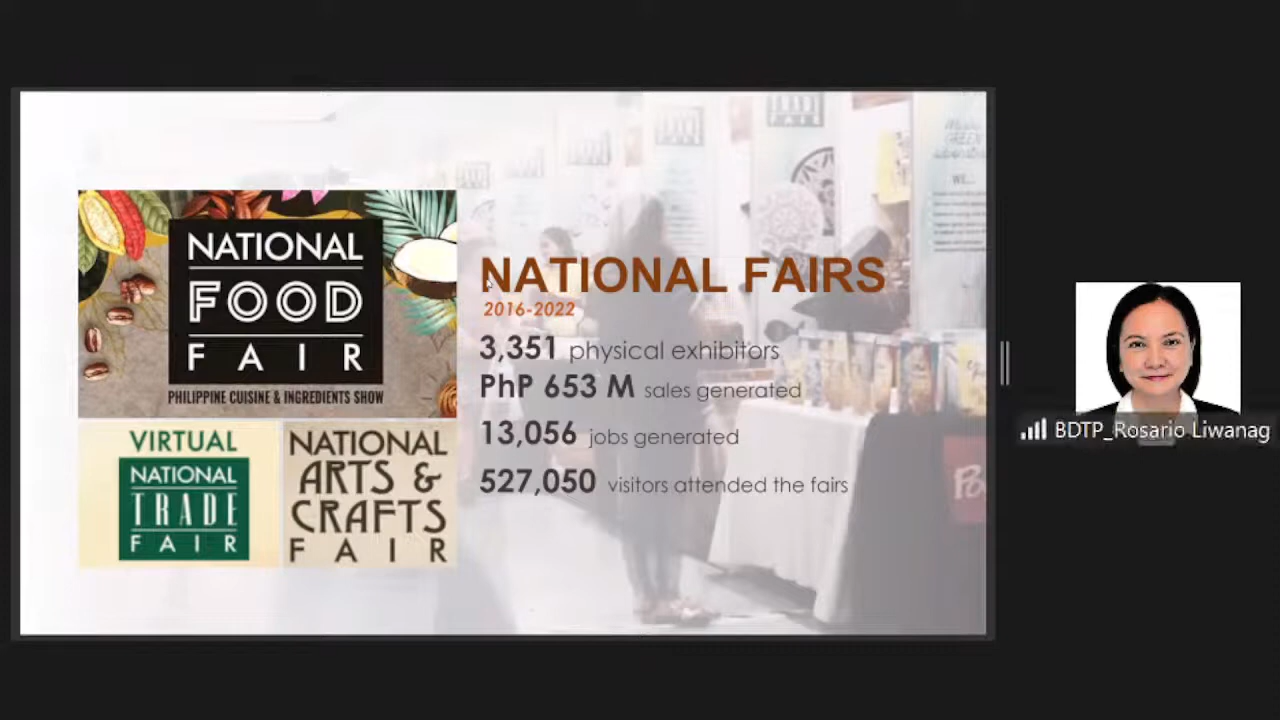 NATIONAL
FOOD
FAIR
PHILIPPINE CUISINE & INGREDIENTS SHOW
VIRTUAL
NATIONAL
TRADE
FAIR
NATIONAL
ARTS &
CRAFTS
FAIR
NATIONAL FAIRS
2016-2022
3,351 physical exhibitors
PhP 653 M sales generated
13,056 jobs generated
527,050 visitors attended the fairs
BDTP_Rosario Liwanag